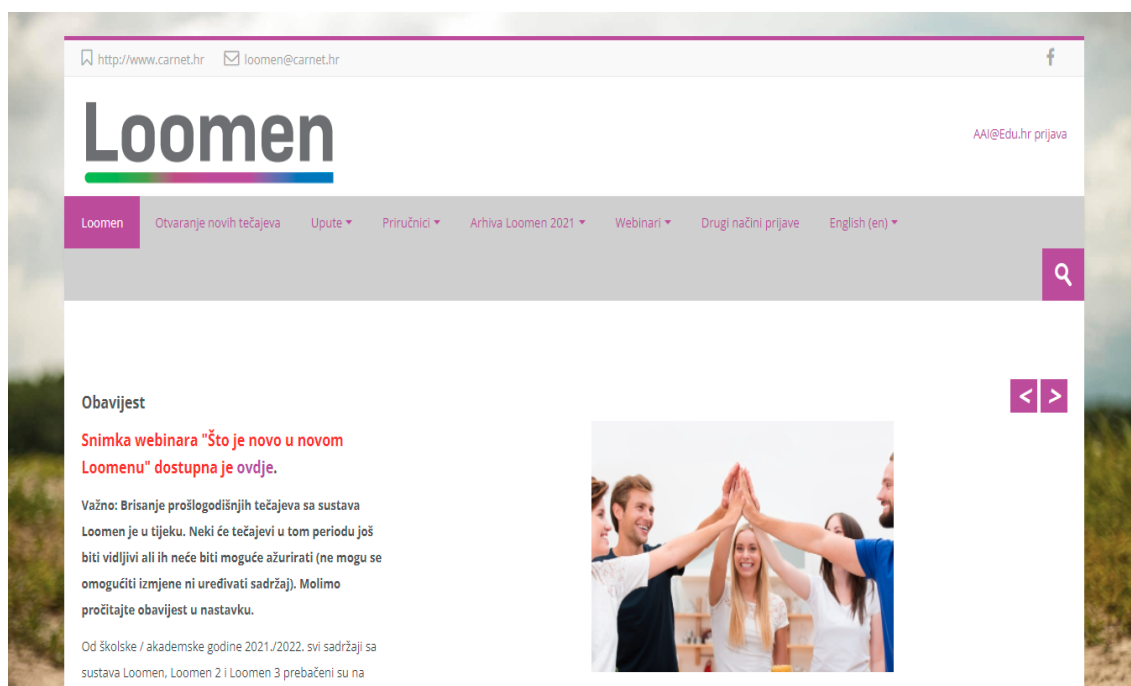 http://www.carnet.hr loomen@carnet.hr
Loomen
AAI@Edu.hr prijava
Loomen Otvaranje novih tečajeva Upute Priručnici Arhiva Loomen 2021 Webinari Drugi načini prijave English (en)
Obavijest
Snimka webinara "Što je novo u novom
Loomenu" dostupna je ovdje.
Važno: Brisanje prošlogodišnjih tečajeva sa sustava
Loomen je u tijeku. Neki će tečajevi u tom periodu još
biti vidljivi ali ih neće biti moguće ažurirati (ne mogu se
omogućiti izmjene ni uređivati sadržaj). Molimo
pročitajte obavijest u nastavku.
Od školske / akademske godine 2021./2022. svi sadržaji sa
sustava Loomen, Loomen 2 i Loomen 3 prebačeni su na